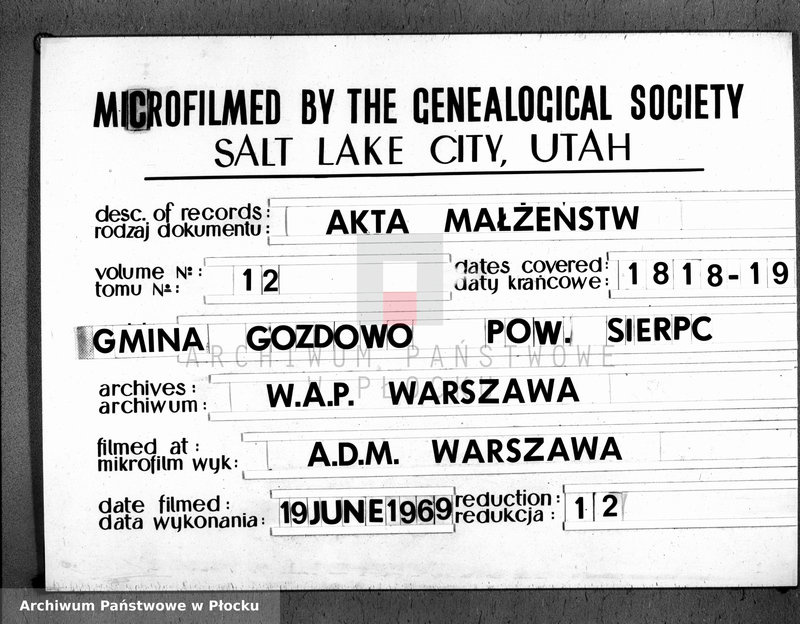 MICROFILMED BY THE GENEALOGICAL SOCIETY
SALT LAKE CITY, UTAH
desc. of records:
rodzaj dokumentu:
AKTA MAŁŻEŃSTW
volume №:
tomu №:
12
dates covered:
daty krańcowe:
1818-19
GMINA GOZDOWO POW. SIERPC
ARCHIWUM PAŃSTWOWE
W PŁOCKU
archives:
archiwum:
W.A.P. WARSZAWA
filmed at:
mikrofilm wyk:
A.D.M. WARSZAWA
date filmed:
data wykonania:
19 JUNE 1969
reduction:
redukcja:
12
Archiwum Państwowe w Płocku